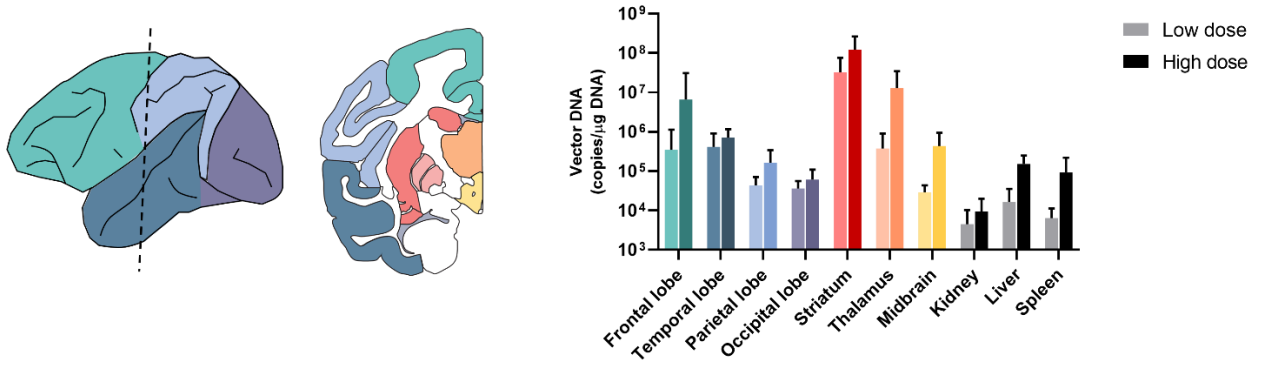 Vector DNA
(copies/μg DNA)
10⁹
10⁸
10⁷
10⁶
10⁵
10⁴
10³
Frontal lobe
Temporal lobe
Parietal lobe
Occipital lobe
Striatum
Thalamus
Midbrain
Kidney
Liver
Spleen
Low dose
High dose